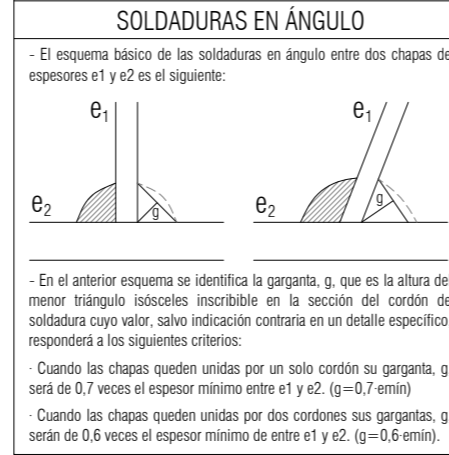 SOLDADURAS EN ÁNGULO
- El esquema básico de las soldaduras en ángulo entre dos chapas de
espesores e1 y e2 es el siguiente:
e1 e1
e2 g e2 g
- En el anterior esquema se identifica la garganta, g, que es la altura del
menor triángulo isósceles inscribible en la sección del cordón de
soldadura cuyo valor, salvo indicación contraria en un detalle específico
responderá a los siguientes criterios:
· Cuando las chapas queden unidas por un solo cordón su garganta, g
será de 0,7 veces el espesor mínimo entre e1 y e2. (g=0,7·emín)
· Cuando las chapas queden unidas por dos cordones sus gargantas, g
serán de 0,6 veces el espesor mínimo de entre e1 y e2. (g=0,6·emín).